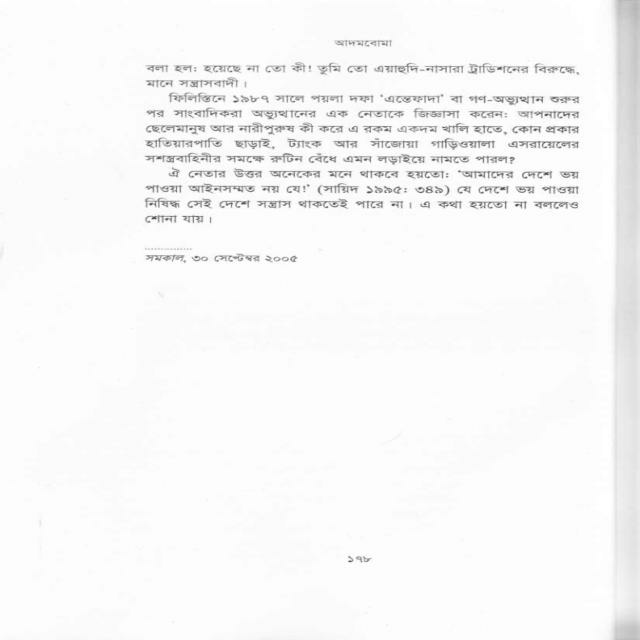 আদমবোমা
বলা হল: হয়েছে না তো কী! তুমি তো এয়াহুদি-নাসারা ট্রাডিশনের বিরুদ্ধে,
মানে সন্ত্রাসবাদী।
ফিলিস্তিনে ১৯৮৭ সালে পয়লা দফা ‘এন্তেফাদা’ বা গণ-অভ্যুত্থান শুরুর
পর সাংবাদিকরা অভ্যুত্থানের এক নেতাকে জিজ্ঞাসা করেন: আপনাদের
ছেলেমানুষ আর নারীপুরুষ কী করে এ রকম একদম খালি হাতে, কোন প্রকার
হাতিয়ারপাতি ছাড়াই, ট্যাংক আর সাঁজোয়া গাড়িওয়ালা এসরায়েলের
সশস্ত্রবাহিনীর সমক্ষে রুটিন বেঁধে এমন লড়াইয়ে নামতে পারল?
ঐ নেতার উত্তর অনেকের মনে থাকবে হয়তো: ‘আমাদের দেশে ভয়
পাওয়া আইনসম্মত নয় যে!’ (সায়িদ ১৯৯৫: ৩৪৯) যে দেশে ভয় পাওয়া
নিষিদ্ধ সেই দেশে সন্ত্রাস থাকতেই পারে না। এ কথা হয়তো না বললেও
শোনা যায়।
সমকাল, ৩০ সেপ্টেম্বর ২০০৫
১৭৮